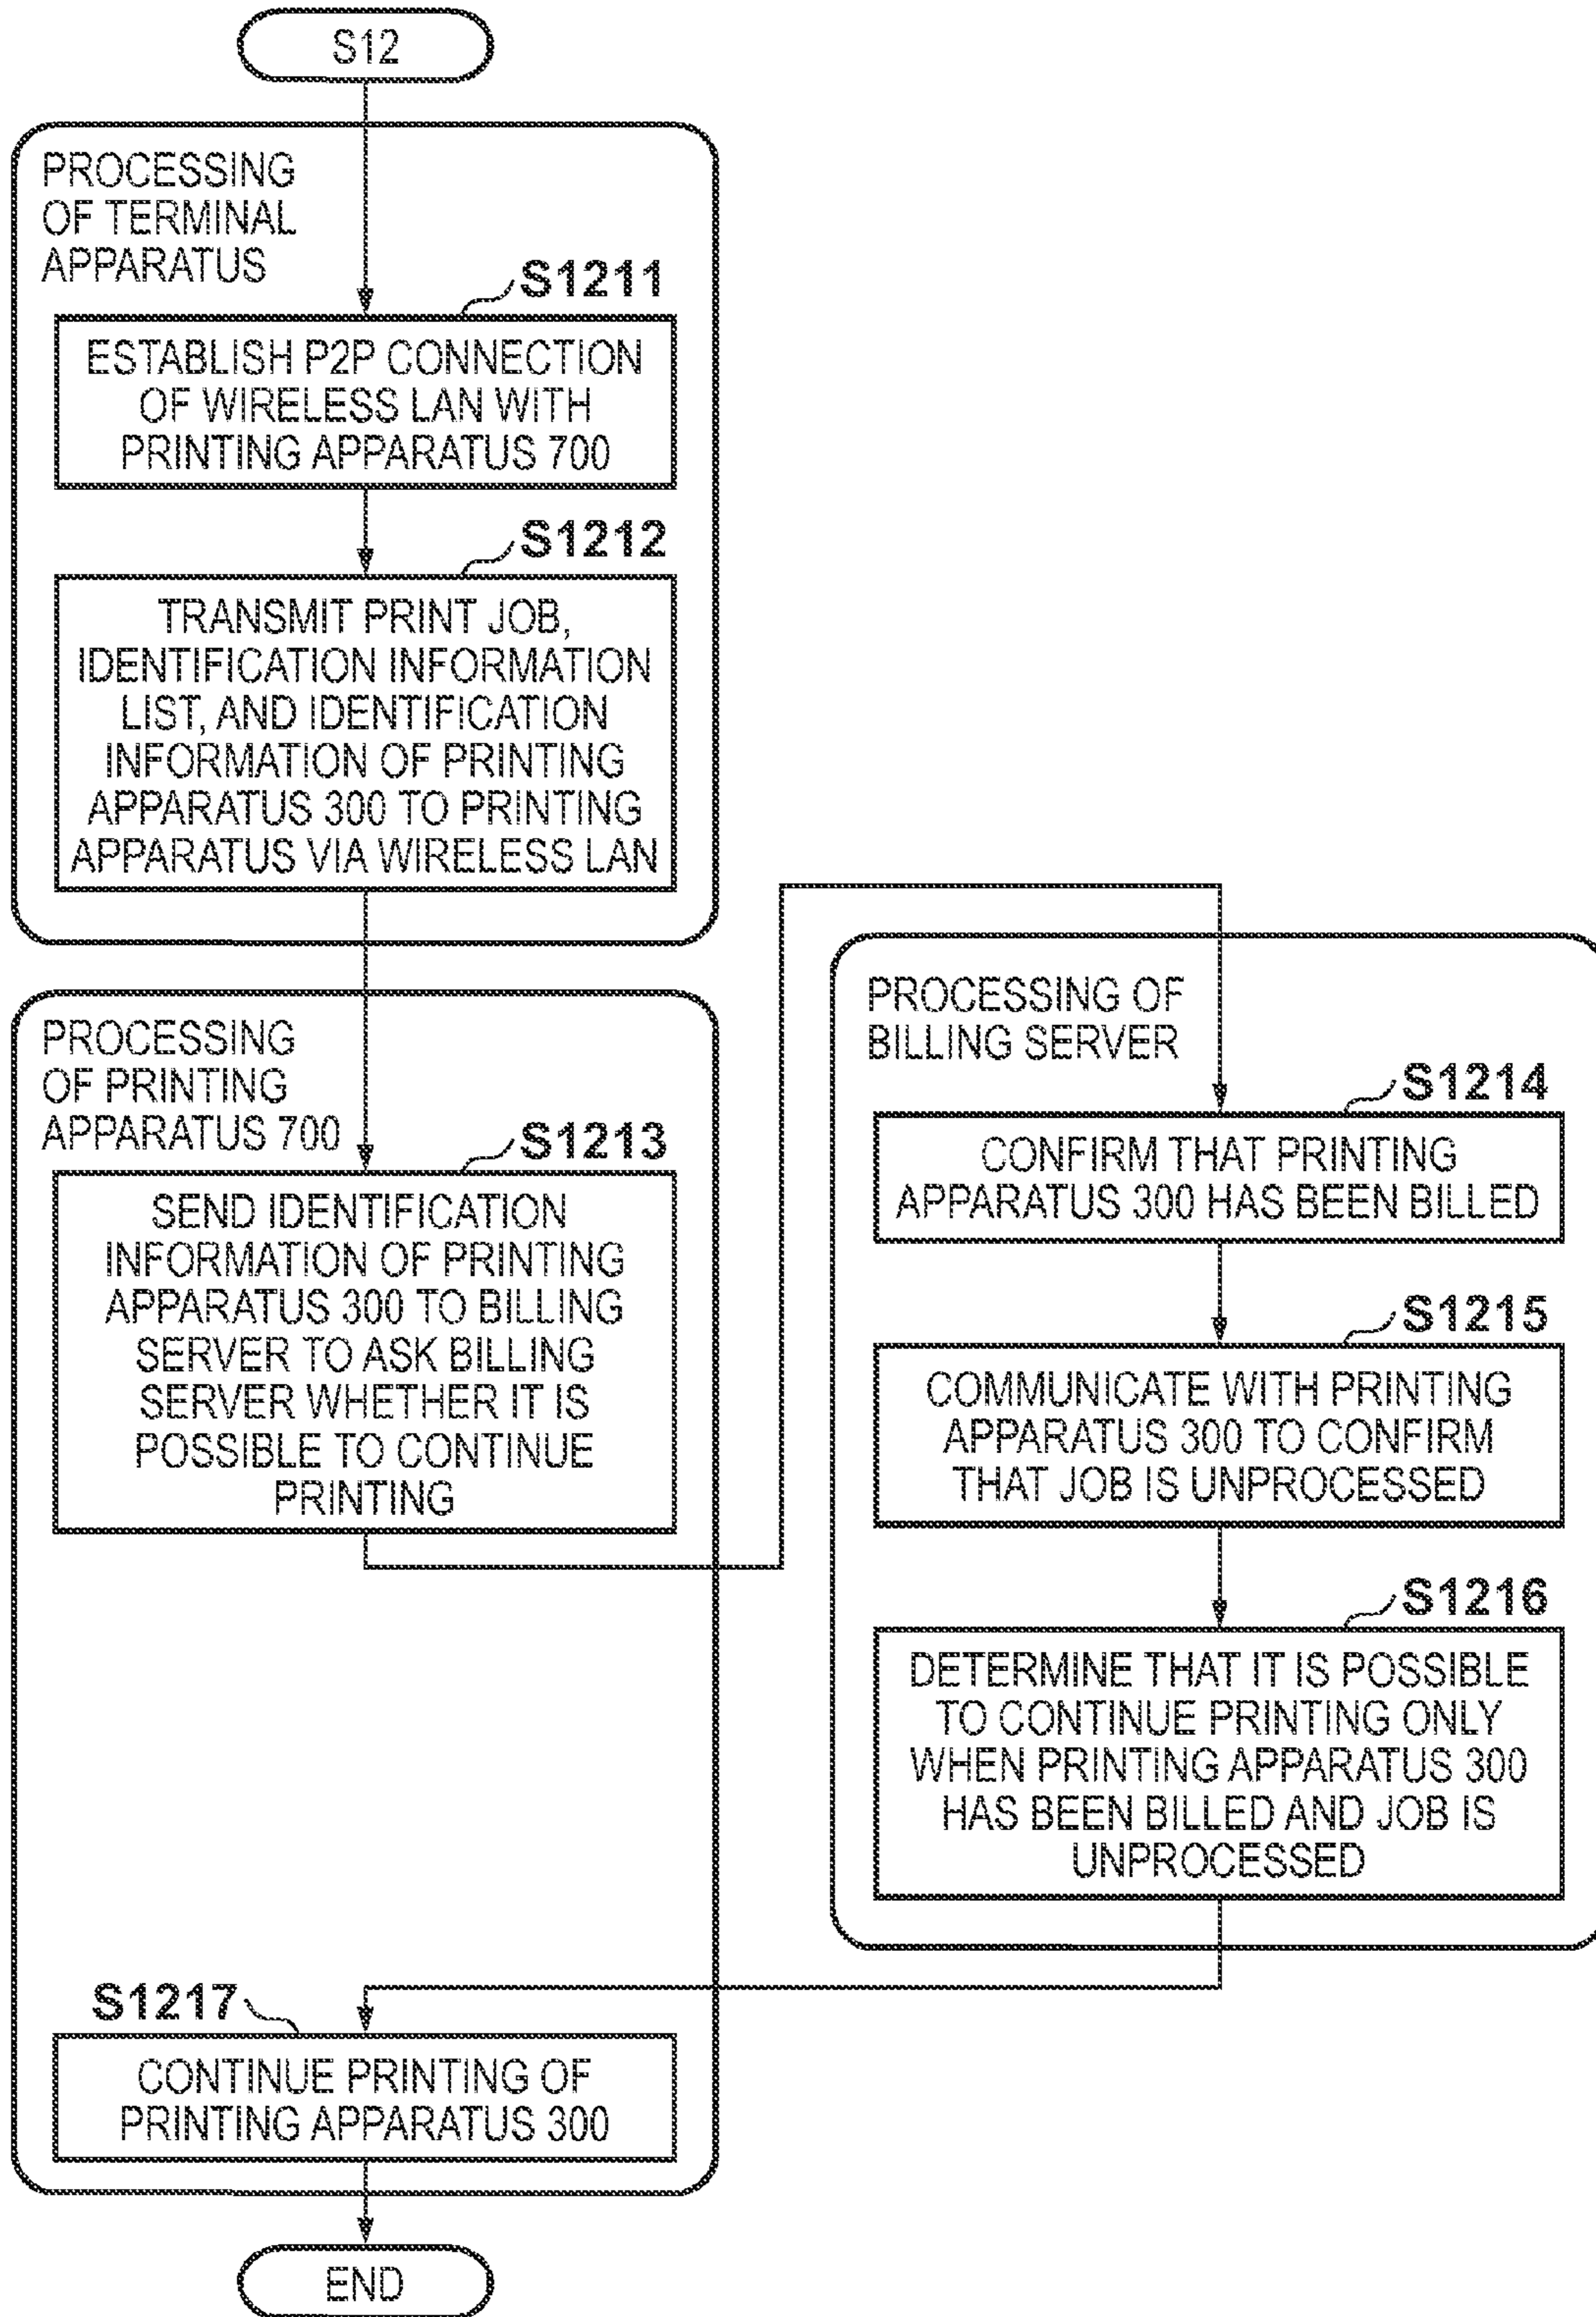 S12
PROCESSING
OF TERMINAL
APPARATUS
S1211
ESTABLISH P2P CONNECTION
OF WIRELESS LAN WITH
PRINTING APPARATUS 700
S1212
TRANSMIT PRINT JOB,
IDENTIFICATION INFORMATION
LIST, AND IDENTIFICATION
INFORMATION OF PRINTING
APPARATUS 300 TO PRINTING
APPARATUS VIA WIRELESS LAN
PROCESSING
OF PRINTING
APPARATUS 700
S1213
SEND IDENTIFICATION
INFORMATION OF PRINTING
APPARATUS 300 TO BILLING
SERVER TO ASK BILLING
SERVER WHETHER IT IS
POSSIBLE TO CONTINUE
PRINTING
PROCESSING OF
BILLING SERVER
S1214
CONFIRM THAT PRINTING
APPARATUS 300 HAS BEEN BILLED
S1215
COMMUNICATE WITH PRINTING
APPARATUS 300 TO CONFIRM
THAT JOB IS UNPROCESSED
S1216
DETERMINE THAT IT IS POSSIBLE
TO CONTINUE PRINTING ONLY
WHEN PRINTING APPARATUS 300
HAS BEEN BILLED AND JOB IS
UNPROCESSED
S1217
CONTINUE PRINTING OF
PRINTING APPARATUS 300
END